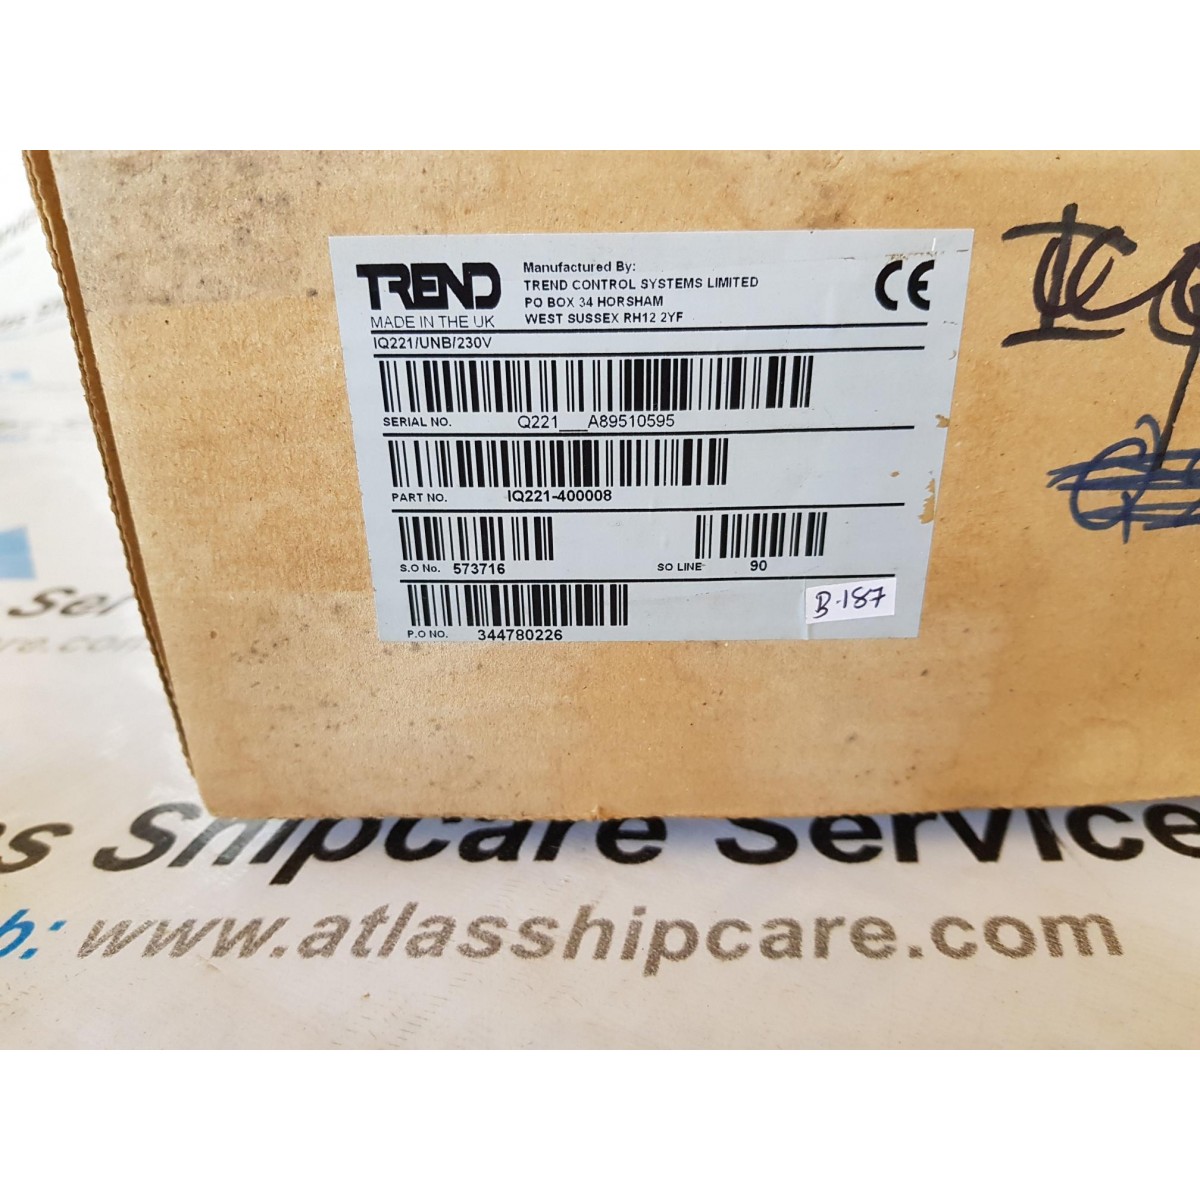 TREND
MADE IN THE UK
Manufactured By:
TREND CONTROL SYSTEMS LIMITED
PO BOX 34 HORSHAM
WEST SUSSEX RH12 2YF
CE
IQ221/UNB/230V
SERIAL NO. Q221___A89510595
PART NO. IQ221-400008
S.O No. 573716 SO LINE 90
P.O NO. 344780226
B-187
s Shipcare Service
b: www.atlasshipcare.com